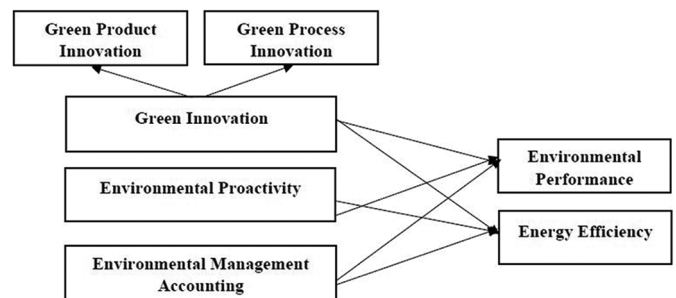 Green Product
Innovation
Green Process
Innovation
Green Innovation
Environmental
Performance
Environmental Proactivity
Energy Efficiency
Environmental Management
Accounting